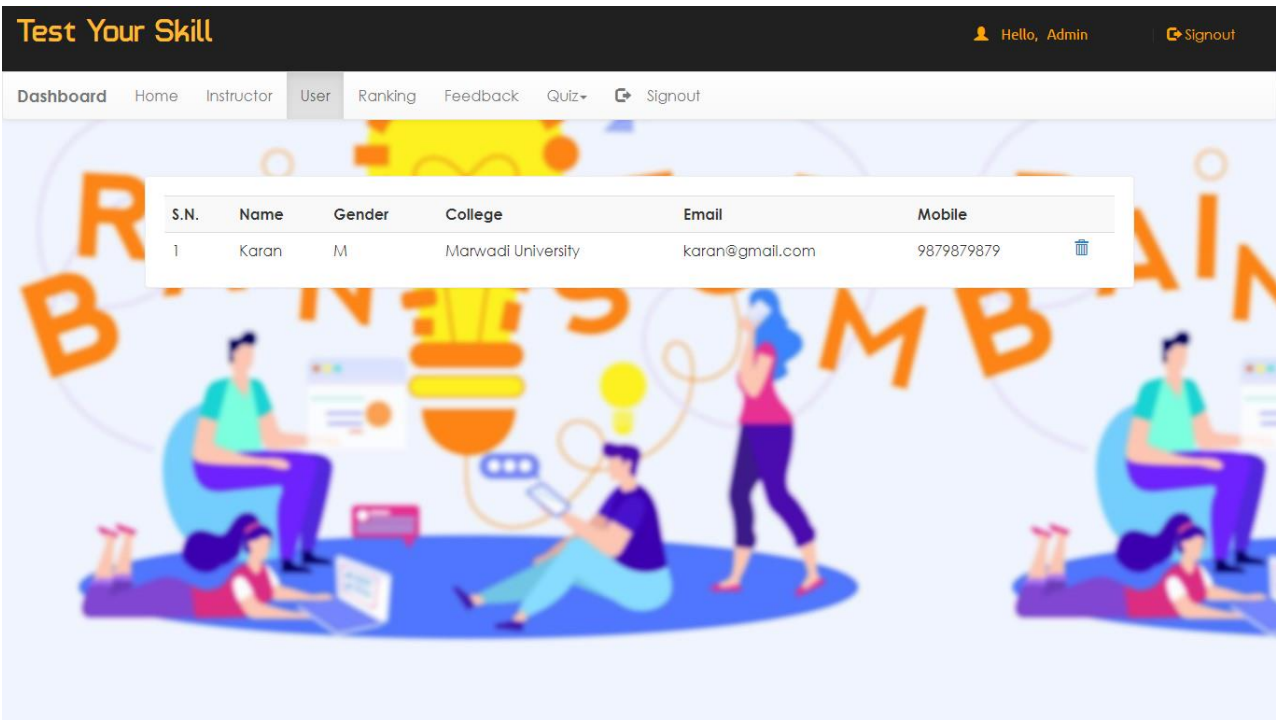 Test Your Skill
Hello, Admin
Signout
Dashboard Home Instructor User Ranking Feedback Quiz Signout
S.N. Name Gender College Email Mobile
1 Karan M Marwadi University karan@gmail.com 9879879879